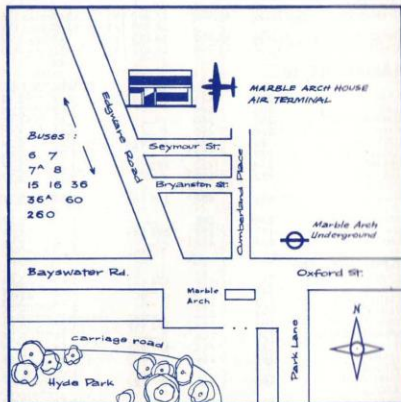 MARBLE ARCH HOUSE
AIR TERMINAL
Edgware Road
Buses :
6 7
7ᴬ 8
15 16 36
36ᴬ 60
260
Seymour St.
Bryanston St.
Cumberland Place
Marble Arch
Underground
Bayswater Rd.
Oxford St.
Marble
Arch
carriage road
Hyde Park
Park Lane
N